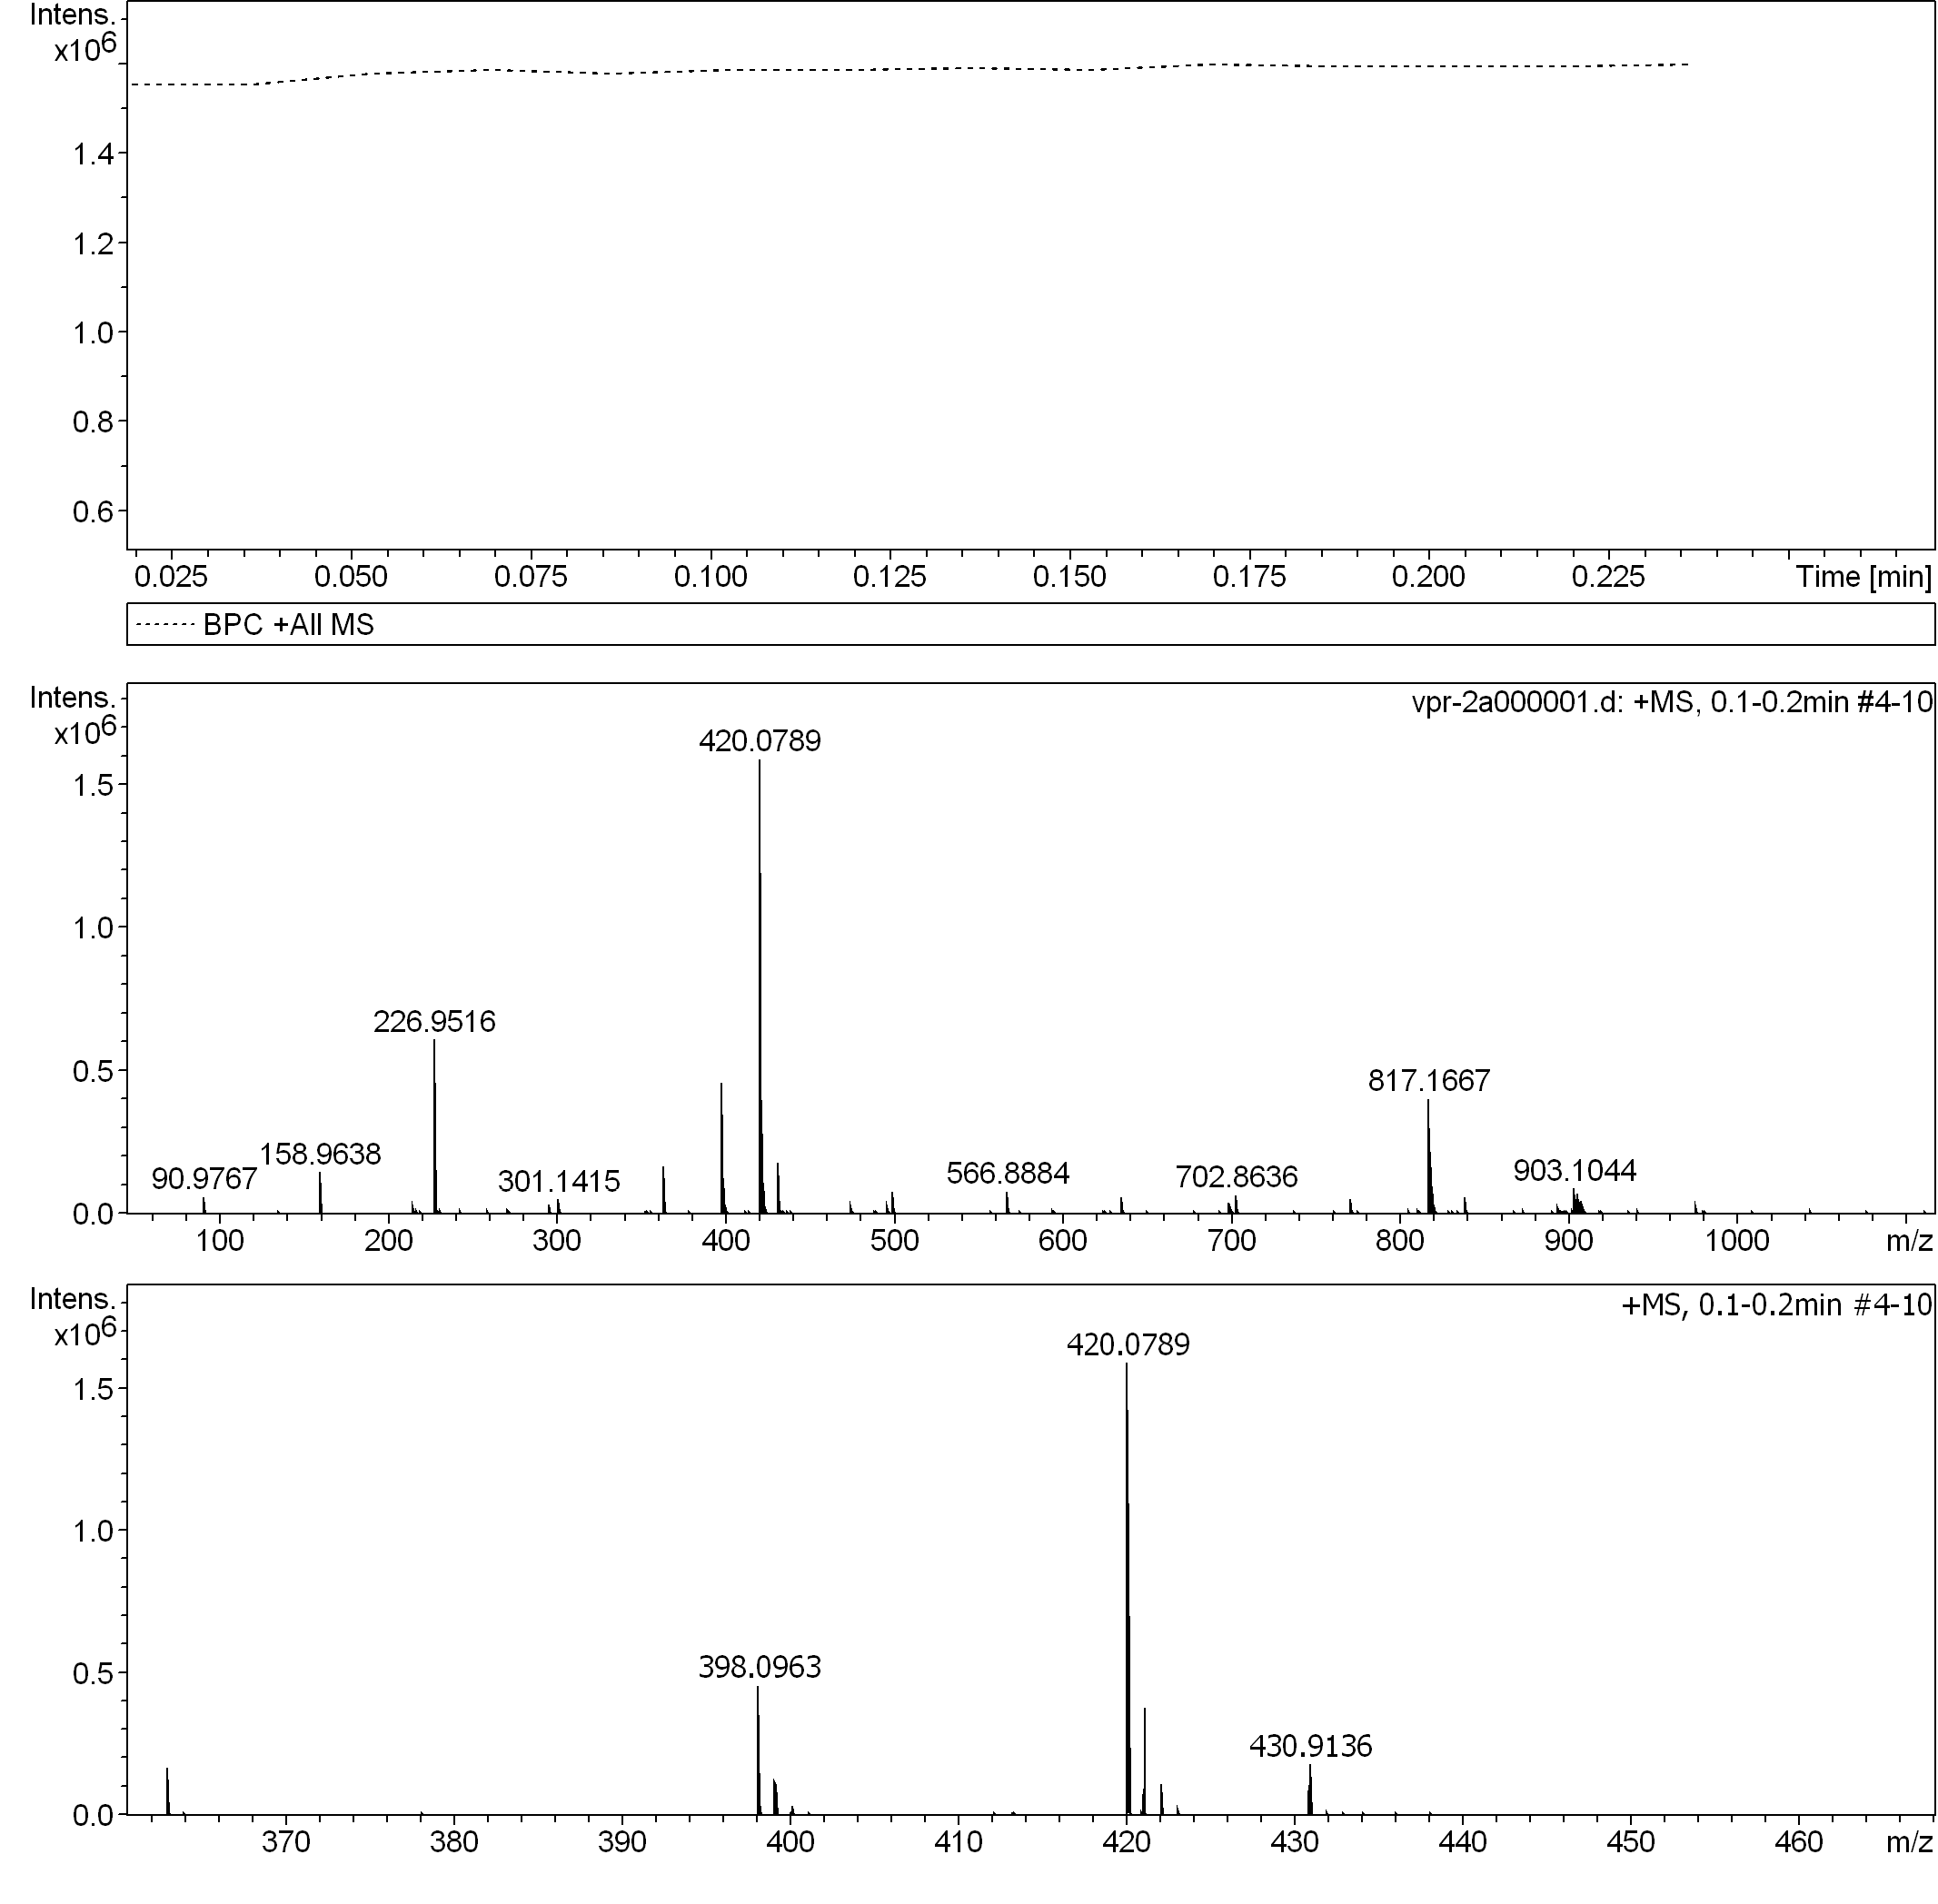 Intens.
x10^6
1.4
1.2
1.0
0.8
0.6
0.025 0.050 0.075 0.100 0.125 0.150 0.175 0.200 0.225 Time [min]
BPC +All MS
Intens.
x10^6
vpr-2a000001.d: +MS, 0.1-0.2min #4-10
420.0789
1.5
1.0
226.9516
0.5
817.1667
158.9638
90.9767
301.1415
566.8884
702.8636
903.1044
0.0
100 200 300 400 500 600 700 800 900 1000 m/z
Intens.
x10^6
+MS, 0.1-0.2min #4-10
420.0789
1.5
1.0
398.0963
0.5
430.9136
0.0
370 380 390 400 410 420 430 440 450 460 m/z